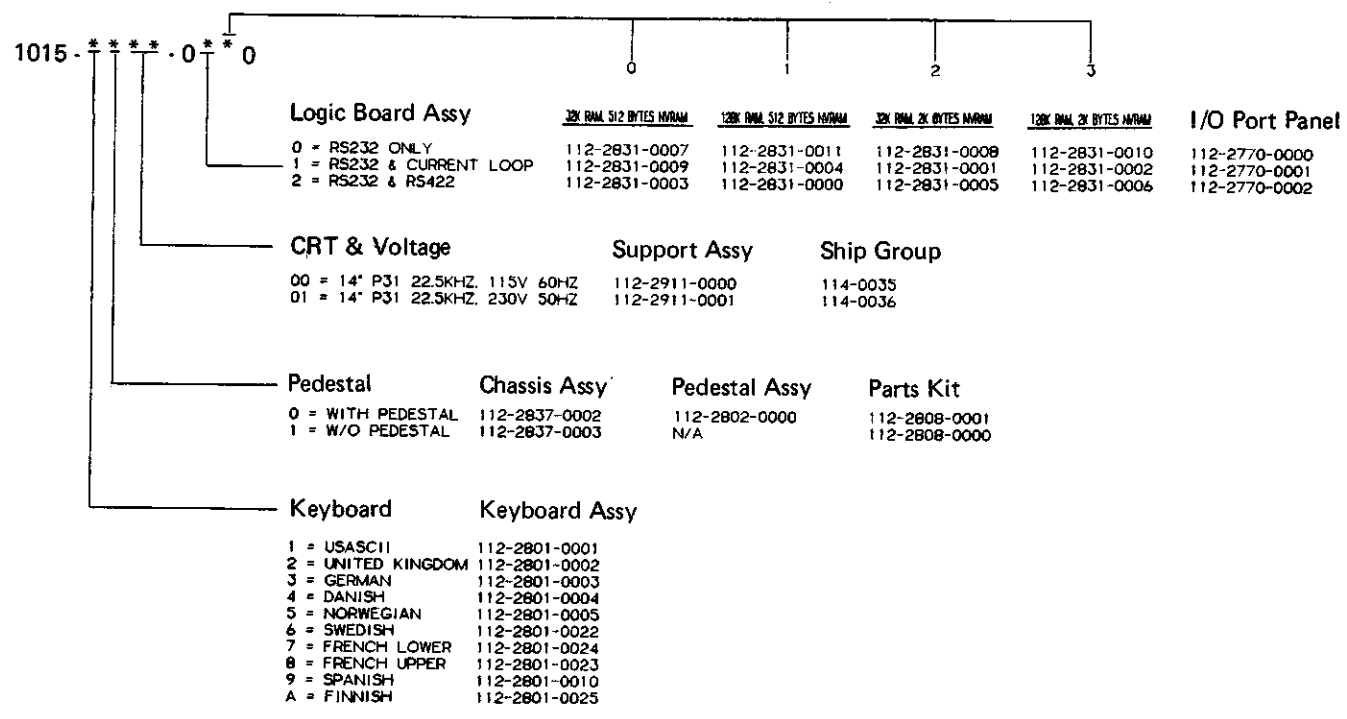 1015 - * * ** - 0 * * 0
0 1 2 3
Logic Board Assy 32K RAM, 512 BYTES NVRAM 128K RAM, 512 BYTES NVRAM 32K RAM, 2K BYTES NVRAM 128K RAM, 2K BYTES NVRAM I/O Port Panel
0 = RS232 ONLY 112-2831-0007 112-2831-0011 112-2831-0008 112-2831-0010 112-2770-0000
1 = RS232 & CURRENT LOOP 112-2831-0009 112-2831-0004 112-2831-0001 112-2831-0002 112-2770-0001
2 = RS232 & RS422 112-2831-0003 112-2831-0000 112-2831-0005 112-2831-0006 112-2770-0002
CRT & Voltage Support Assy Ship Group
00 = 14" P31 22.5KHZ, 115V 60HZ 112-2911-0000 114-0035
01 = 14" P31 22.5KHZ, 230V 50HZ 112-2911-0001 114-0036
Pedestal Chassis Assy Pedestal Assy Parts Kit
0 = WITH PEDESTAL 112-2837-0002 112-2802-0000 112-2808-0001
1 = W/O PEDESTAL 112-2837-0003 N/A 112-2808-0000
Keyboard Keyboard Assy
1 = USASCII 112-2801-0001
2 = UNITED KINGDOM 112-2801-0002
3 = GERMAN 112-2801-0003
4 = DANISH 112-2801-0004
5 = NORWEGIAN 112-2801-0005
6 = SWEDISH 112-2801-0022
7 = FRENCH LOWER 112-2801-0024
8 = FRENCH UPPER 112-2801-0023
9 = SPANISH 112-2801-0010
A = FINNISH 112-2801-0025